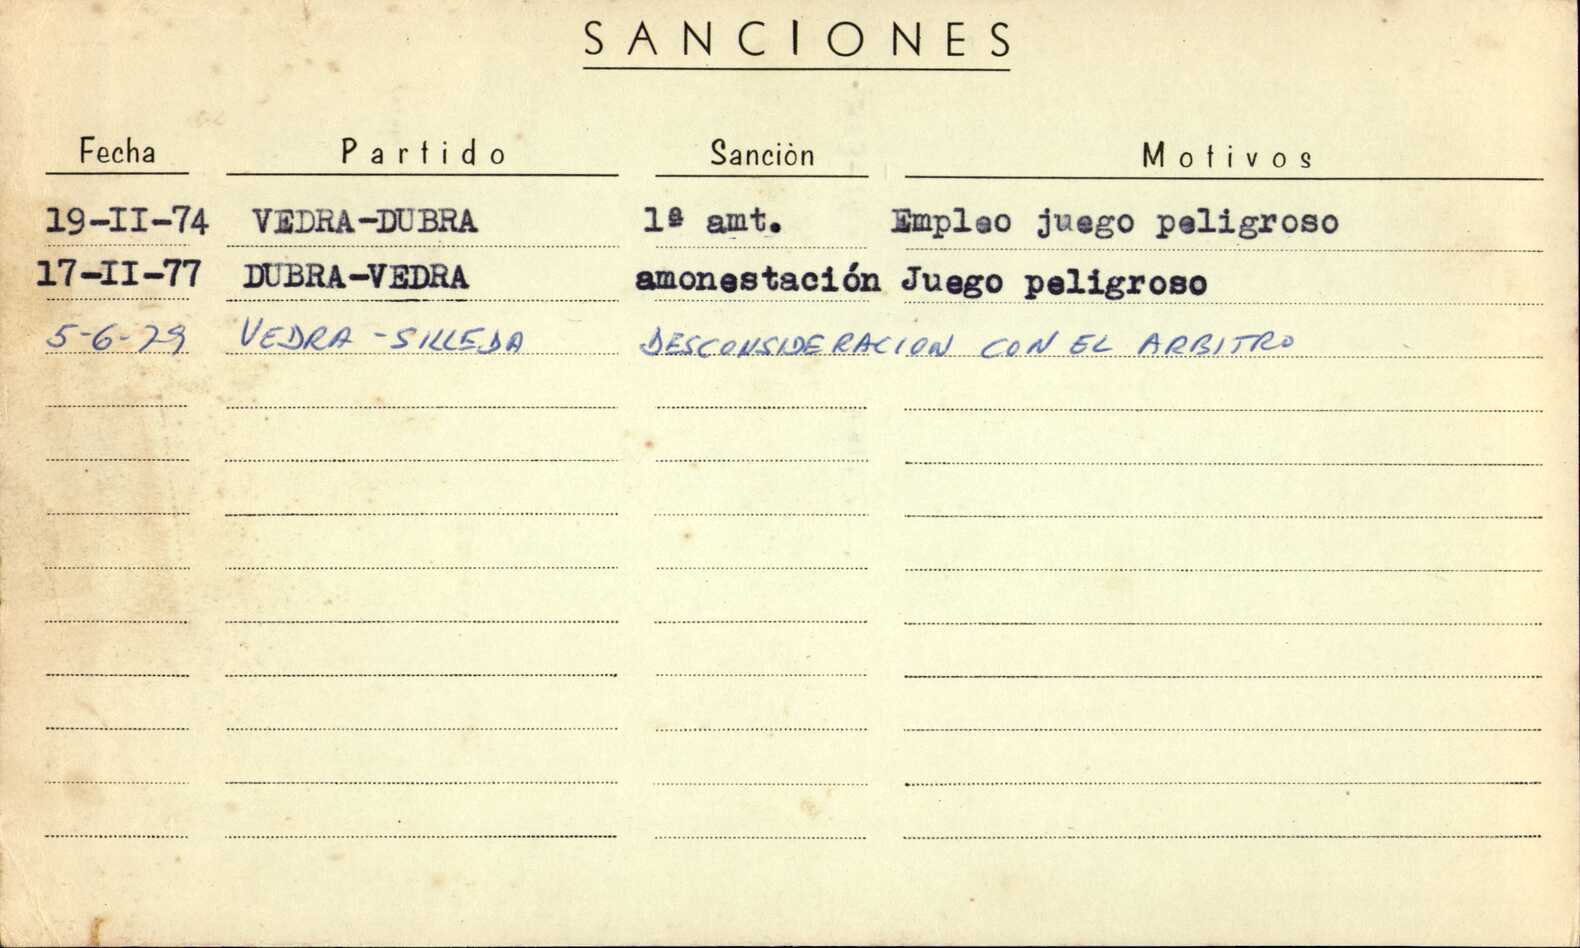 SANCIONES
Fecha Partido Sanción Motivos
19-II-74 VEDRA-DUBRA 1ª amt. Empleo juego peligroso
17-II-77 DUBRA-VEDRA amonestación Juego peligroso
5-6-79 VEDRA-SILLEDA DESCONSIDERACION CON EL ARBITRO